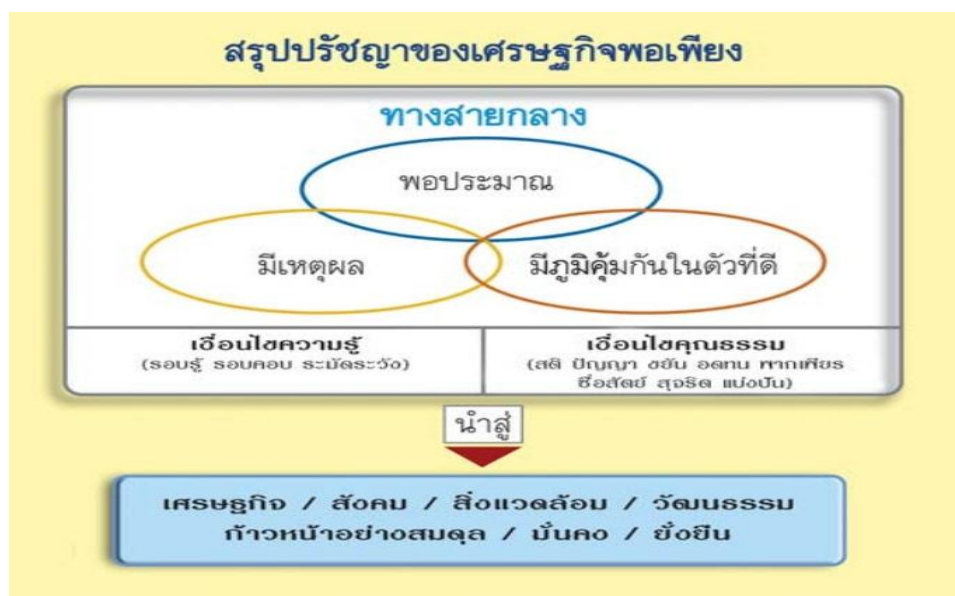 สรุปปรัชญาของเศรษฐกิจพอเพียง
ทางสายกลาง
พอประมาณ
มีเหตุผล
มีภูมิคุ้มกันในตัวที่ดี
เงื่อนไขความรู้
(รอบรู้ รอบคอบ ระมัดระวัง)
เงื่อนไขคุณธรรม
(สติ ปัญญา ขยัน อดทน พากเพียร
ซื่อสัตย์ สุจริต แบ่งปัน)
นำสู่
เศรษฐกิจ / สังคม / สิ่งแวดล้อม / วัฒนธรรม
ก้าวหน้าอย่างสมดุล / มั่นคง / ยั่งยืน